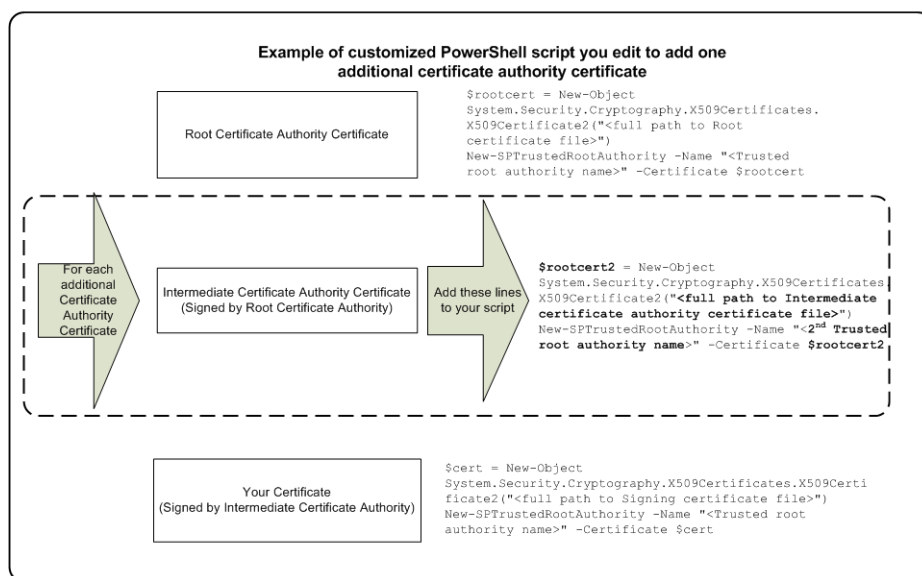 Example of customized PowerShell script you edit to add one
additional certificate authority certificate
Root Certificate Authority Certificate
$rootcert = New-Object
System.Security.Cryptography.X509Certificates.
X509Certificate2("<full path to Root
certificate file>")
New-SPTrustedRootAuthority -Name "<Trusted
root authority name>" -Certificate $rootcert
For each
additional
Certificate
Authority
Certificate
Intermediate Certificate Authority Certificate
(Signed by Root Certificate Authority)
Add these lines
to your script
$rootcert2 = New-Object
System.Security.Cryptography.X509Certificates.
X509Certificate2("<full path to Intermediate
certificate authority certificate file>")
New-SPTrustedRootAuthority -Name "<2nd Trusted
root authority name>" -Certificate $rootcert2
Your Certificate
(Signed by Intermediate Certificate Authority)
$cert = New-Object
System.Security.Cryptography.X509Certificates.X509Certi
ficate2("<full path to Signing certificate file>")
New-SPTrustedRootAuthority -Name "<Trusted root
authority name>" -Certificate $cert